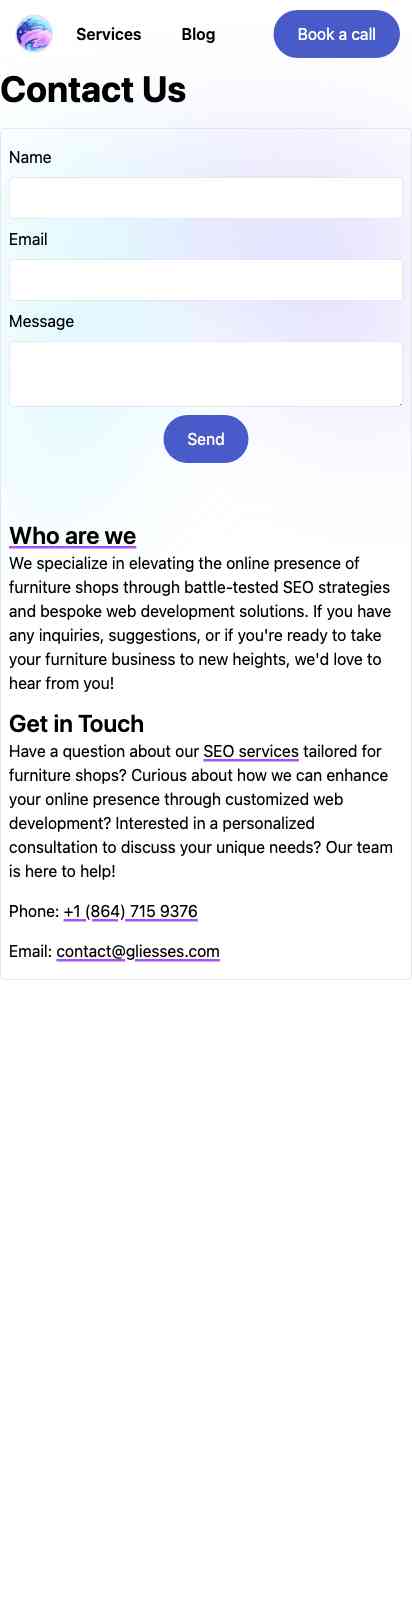 Services Blog Book a call
Contact Us
Name
Email
Message
Send
Who are we
We specialize in elevating the online presence of
furniture shops through battle-tested SEO strategies
and bespoke web development solutions. If you have
any inquiries, suggestions, or if you're ready to take
your furniture business to new heights, we'd love to
hear from you!
Get in Touch
Have a question about our SEO services tailored for
furniture shops? Curious about how we can enhance
your online presence through customized web
development? Interested in a personalized
consultation to discuss your unique needs? Our team
is here to help!
Phone: +1 (864) 715 9376
Email: contact@gliesses.com